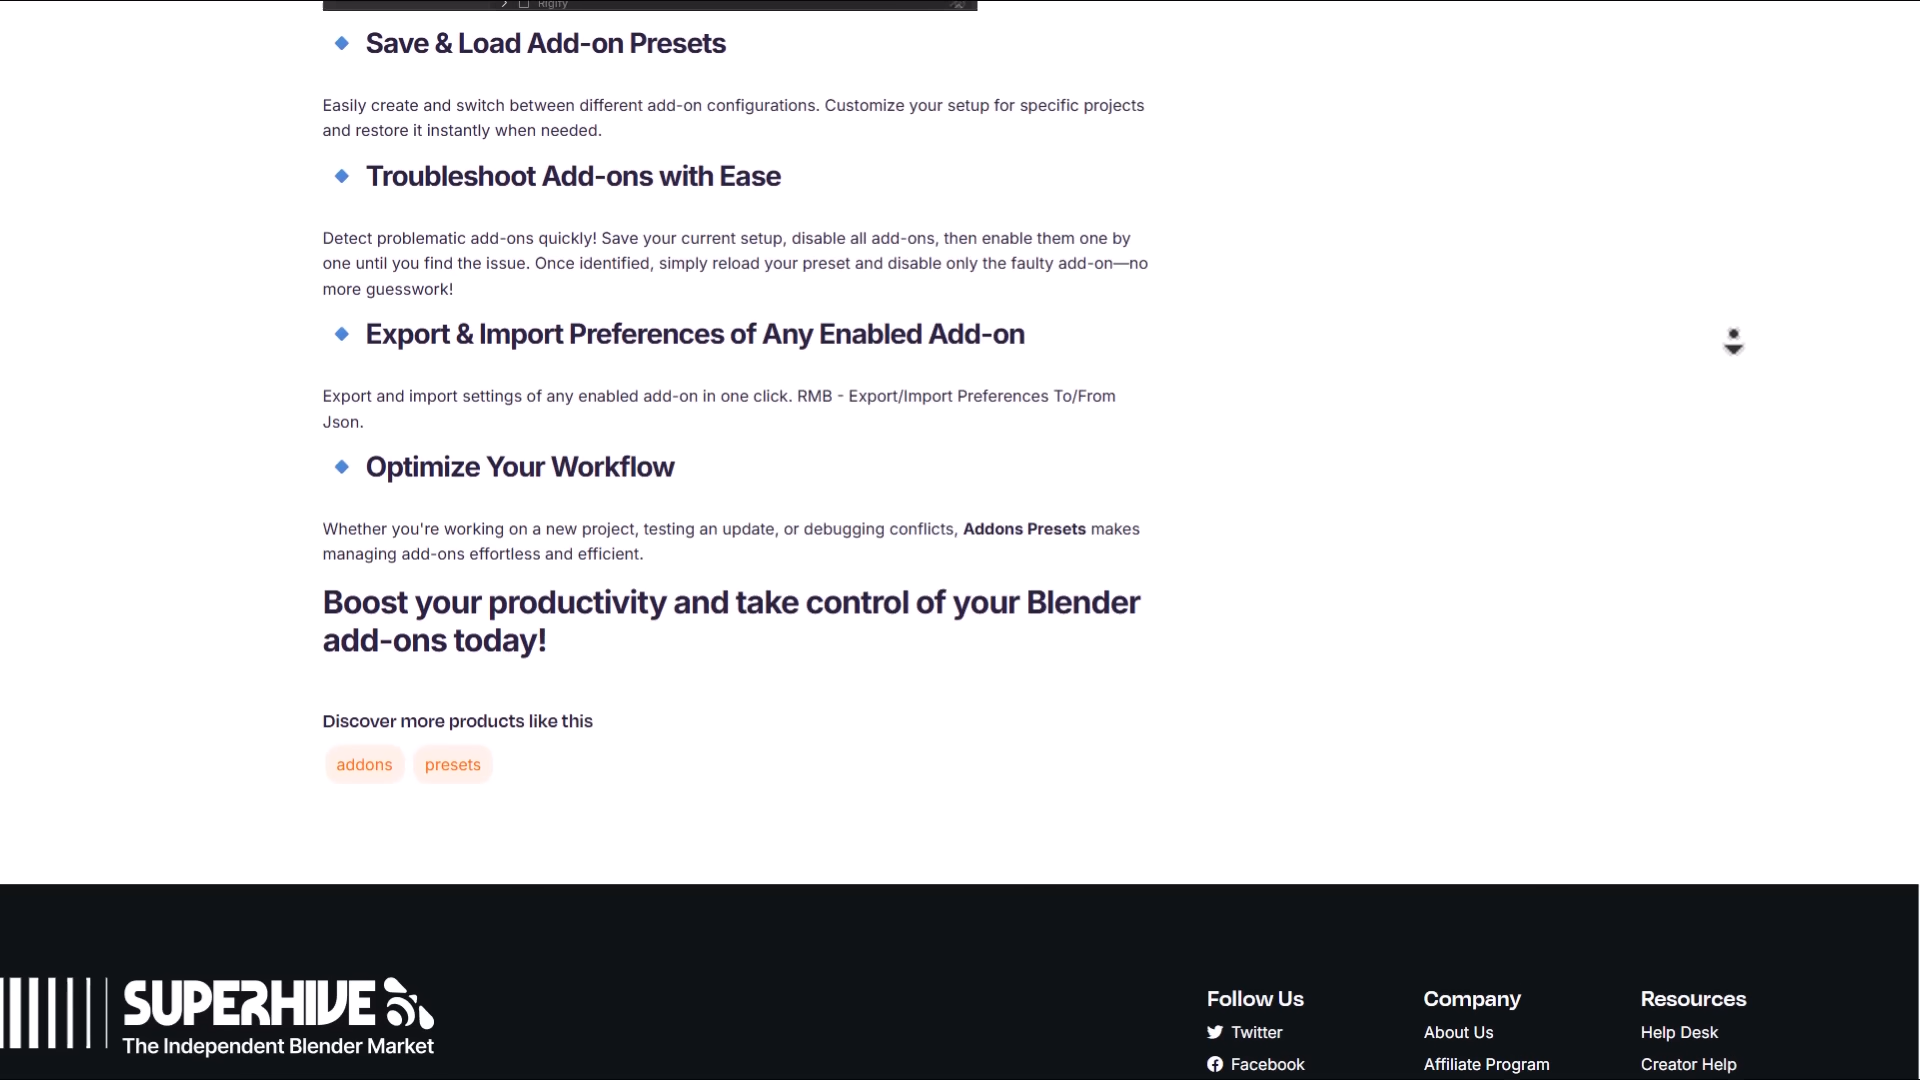 Rigify
Save & Load Add-on Presets
Easily create and switch between different add-on configurations. Customize your setup for specific projects
and restore it instantly when needed.
Troubleshoot Add-ons with Ease
Detect problematic add-ons quickly! Save your current setup, disable all add-ons, then enable them one by
one until you find the issue. Once identified, simply reload your preset and disable only the faulty add-on—no
more guesswork!
Export & Import Preferences of Any Enabled Add-on
Export and import settings of any enabled add-on in one click. RMB - Export/Import Preferences To/From
Json.
Optimize Your Workflow
Whether you're working on a new project, testing an update, or debugging conflicts, Addons Presets makes
managing add-ons effortless and efficient.
Boost your productivity and take control of your Blender
add-ons today!
Discover more products like this
addons presets
SUPERHIVE
The Independent Blender Market
Follow Us
Twitter
Facebook
Company
About Us
Affiliate Program
Resources
Help Desk
Creator Help